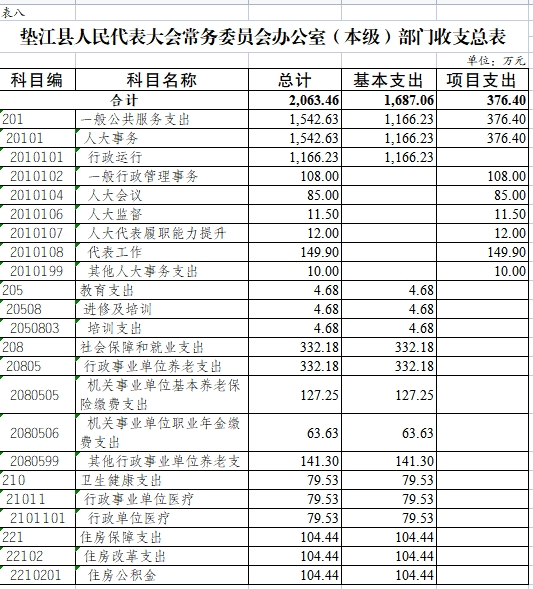 表八
垫江县人民代表大会常务委员会办公室（本级）部门收支总表
单位：万元
科目编 科目名称 总计 基本支出 项目支出
合计 2,063.46 1,687.06 376.40
201 一般公共服务支出 1,542.63 1,166.23 376.40
20101 人大事务 1,542.63 1,166.23 376.40
2010101 行政运行 1,166.23 1,166.23
2010102 一般行政管理事务 108.00 108.00
2010104 人大会议 85.00 85.00
2010106 人大监督 11.50 11.50
2010107 人大代表履职能力提升 12.00 12.00
2010108 代表工作 149.90 149.90
2010199 其他人大事务支出 10.00 10.00
205 教育支出 4.68 4.68
20508 进修及培训 4.68 4.68
2050803 培训支出 4.68 4.68
208 社会保障和就业支出 332.18 332.18
20805 行政事业单位养老支出 332.18 332.18
2080505 机关事业单位基本养老保
险缴费支出 127.25 127.25
2080506 机关事业单位职业年金缴
费支出 63.63 63.63
2080599 其他行政事业单位养老支 141.30 141.30
210 卫生健康支出 79.53 79.53
21011 行政事业单位医疗 79.53 79.53
2101101 行政单位医疗 79.53 79.53
221 住房保障支出 104.44 104.44
22102 住房改革支出 104.44 104.44
2210201 住房公积金 104.44 104.44